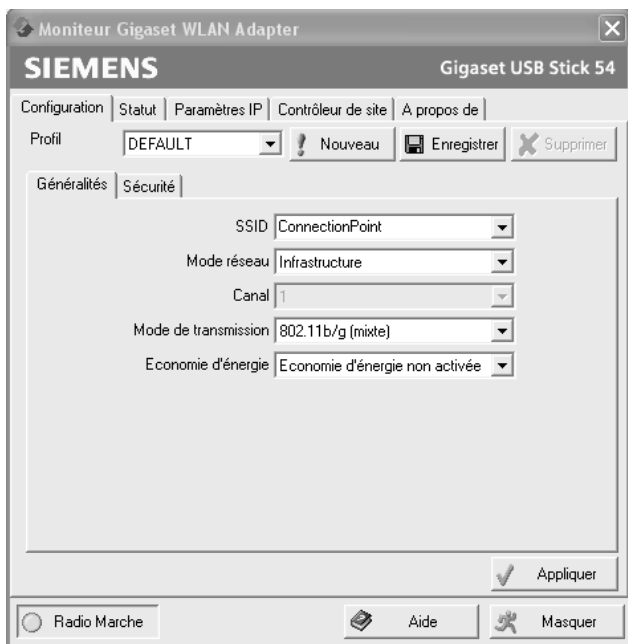 Moniteur Gigaset WLAN Adapter
SIEMENS Gigaset USB Stick 54
Configuration Statut Paramètres IP Contrôleur de site A propos de
Profil DEFAULT Nouveau Enregistrer Supprimer
Généralités Sécurité
SSID ConnectionPoint
Mode réseau Infrastructure
Canal 1
Mode de transmission 802.11b/g (mixte)
Economie d'énergie Economie d'énergie non activée
Appliquer
Radio Marche Aide Masquer